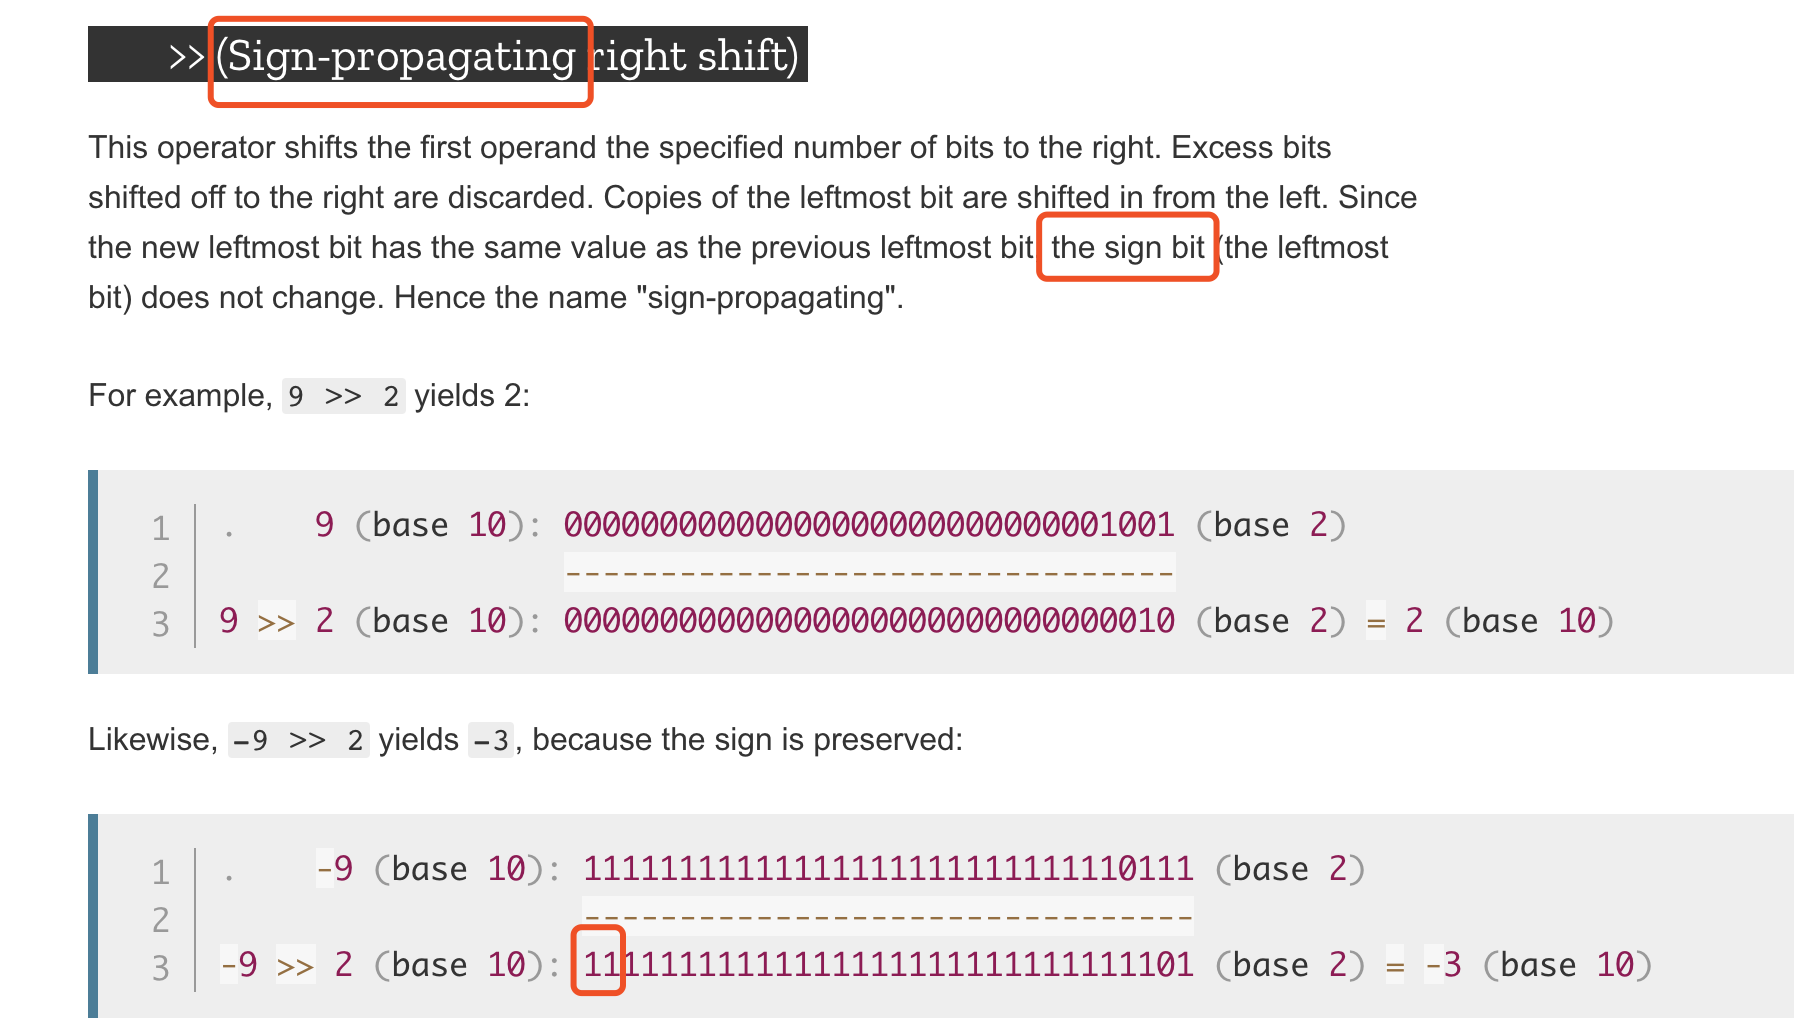 >> (Sign-propagating right shift)
This operator shifts the first operand the specified number of bits to the right. Excess bits
shifted off to the right are discarded. Copies of the leftmost bit are shifted in from the left. Since
the new leftmost bit has the same value as the previous leftmost bit, the sign bit (the leftmost
bit) does not change. Hence the name "sign-propagating".
For example, 9 >> 2 yields 2:
1 . 9 (base 10): 00000000000000000000000000001001 (base 2)
2 --------------------------------
3 9 >> 2 (base 10): 00000000000000000000000000000010 (base 2) = 2 (base 10)
Likewise, -9 >> 2 yields -3, because the sign is preserved:
1 . -9 (base 10): 11111111111111111111111111110111 (base 2)
2 --------------------------------
3 -9 >> 2 (base 10): 11111111111111111111111111111101 (base 2) = -3 (base 10)